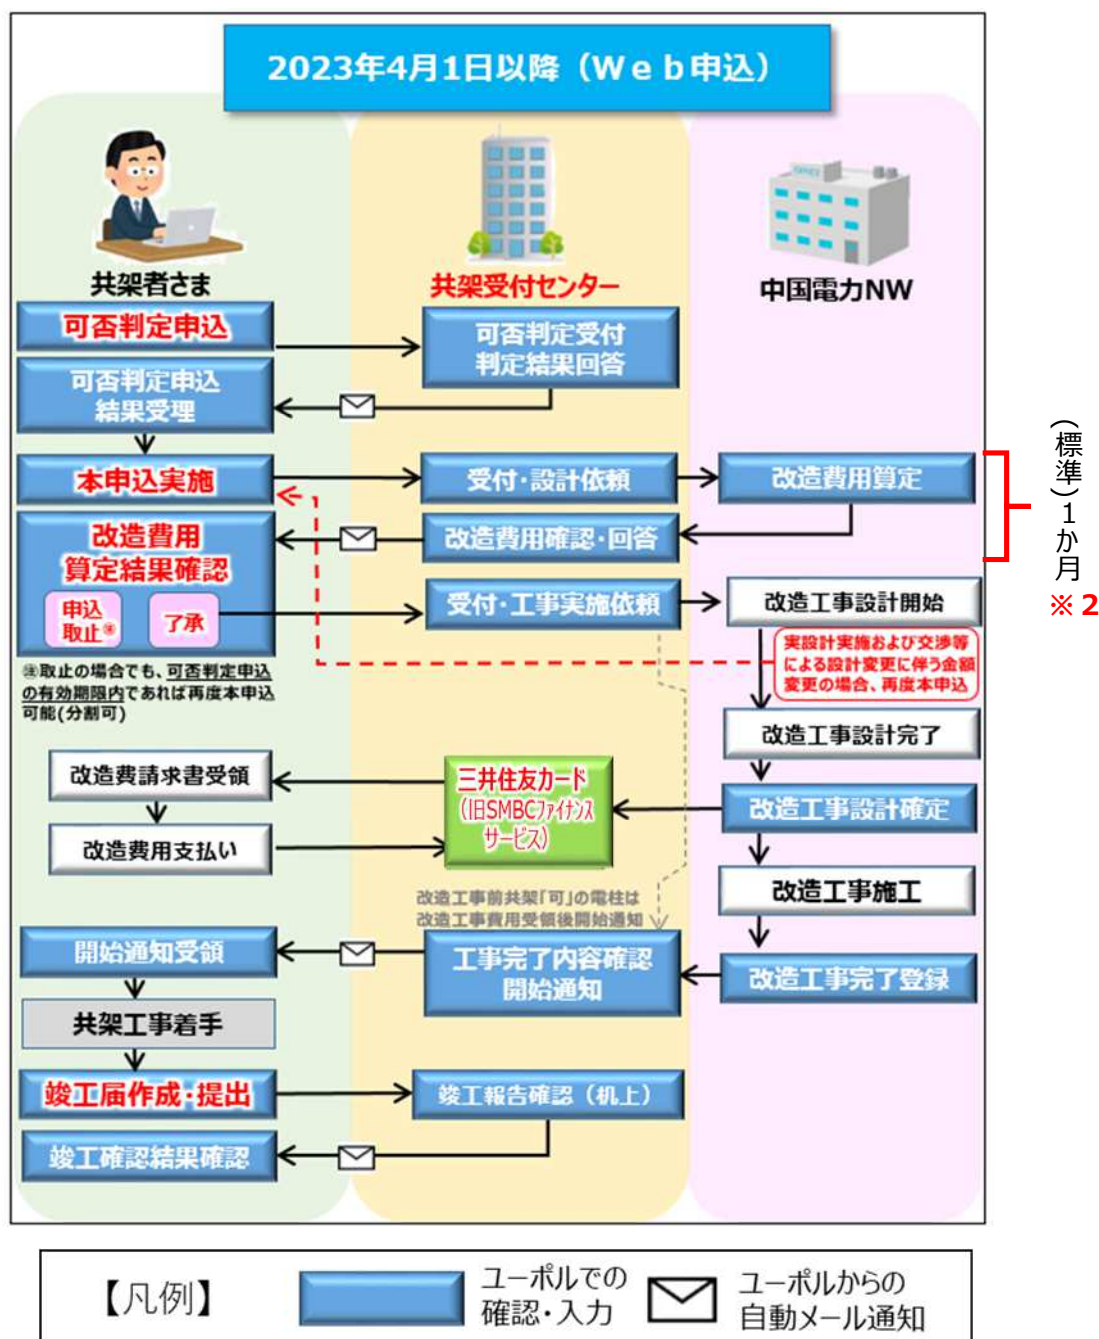 2023年4月1日以降（Ｗｅｂ申込）
共架者さま
共架受付センター
OFFICE
中国電力NW
可否判定申込
可否判定受付
判定結果回答
可否判定申込
結果受理
本申込実施
受付・設計依頼
改造費用算定
改造費用
算定結果確認
改造費用確認・回答
(標準)1か月
※2
申込
取止㊟
了承
受付・工事実施依頼
改造工事設計開始
実設計実施および交渉等
による設計変更に伴う金額
変更の場合、再度本申込
㊟取止の場合でも、可否判定申込
の有効期限内であれば再度本申込
可能(分割可)
改造工事設計完了
改造費請求書受領
三井住友カード
(旧SMBCファイナンス
サービス)
改造工事設計確定
改造費用支払い
改造工事施工
改造工事前共架「可」の電柱は
改造工事費用受領後開始通知
開始通知受領
工事完了内容確認
開始通知
改造工事完了登録
共架工事着手
竣工届作成・提出
竣工報告確認（机上）
竣工確認結果確認
【凡例】
ユーポルでの
確認・入力
ユーポルからの
自動メール通知